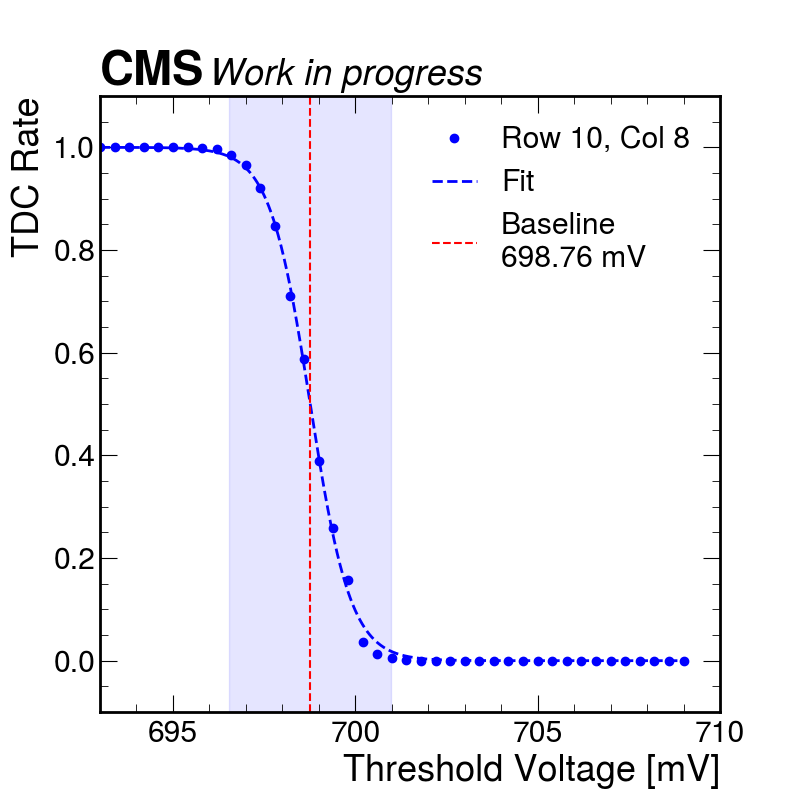 CMS Work in progress
TDC Rate
1.0
0.8
0.6
0.4
0.2
0.0
Row 10, Col 8
Fit
Baseline
698.76 mV
695 700 705 710
Threshold Voltage [mV]